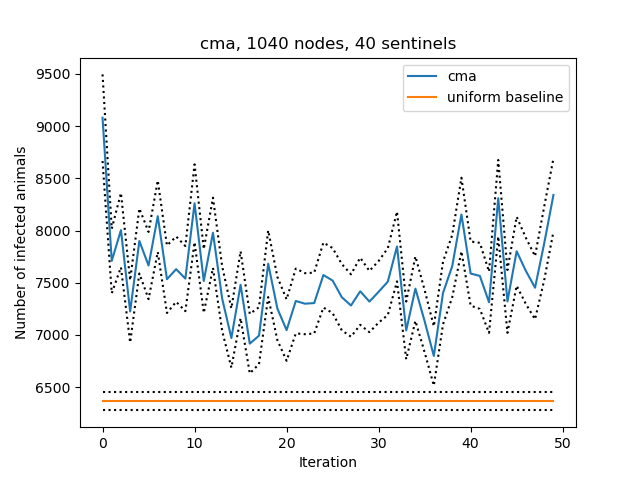 cma, 1040 nodes, 40 sentinels
cma
uniform baseline
Number of infected animals
9500
9000
8500
8000
7500
7000
6500
0 10 20 30 40 50
Iteration